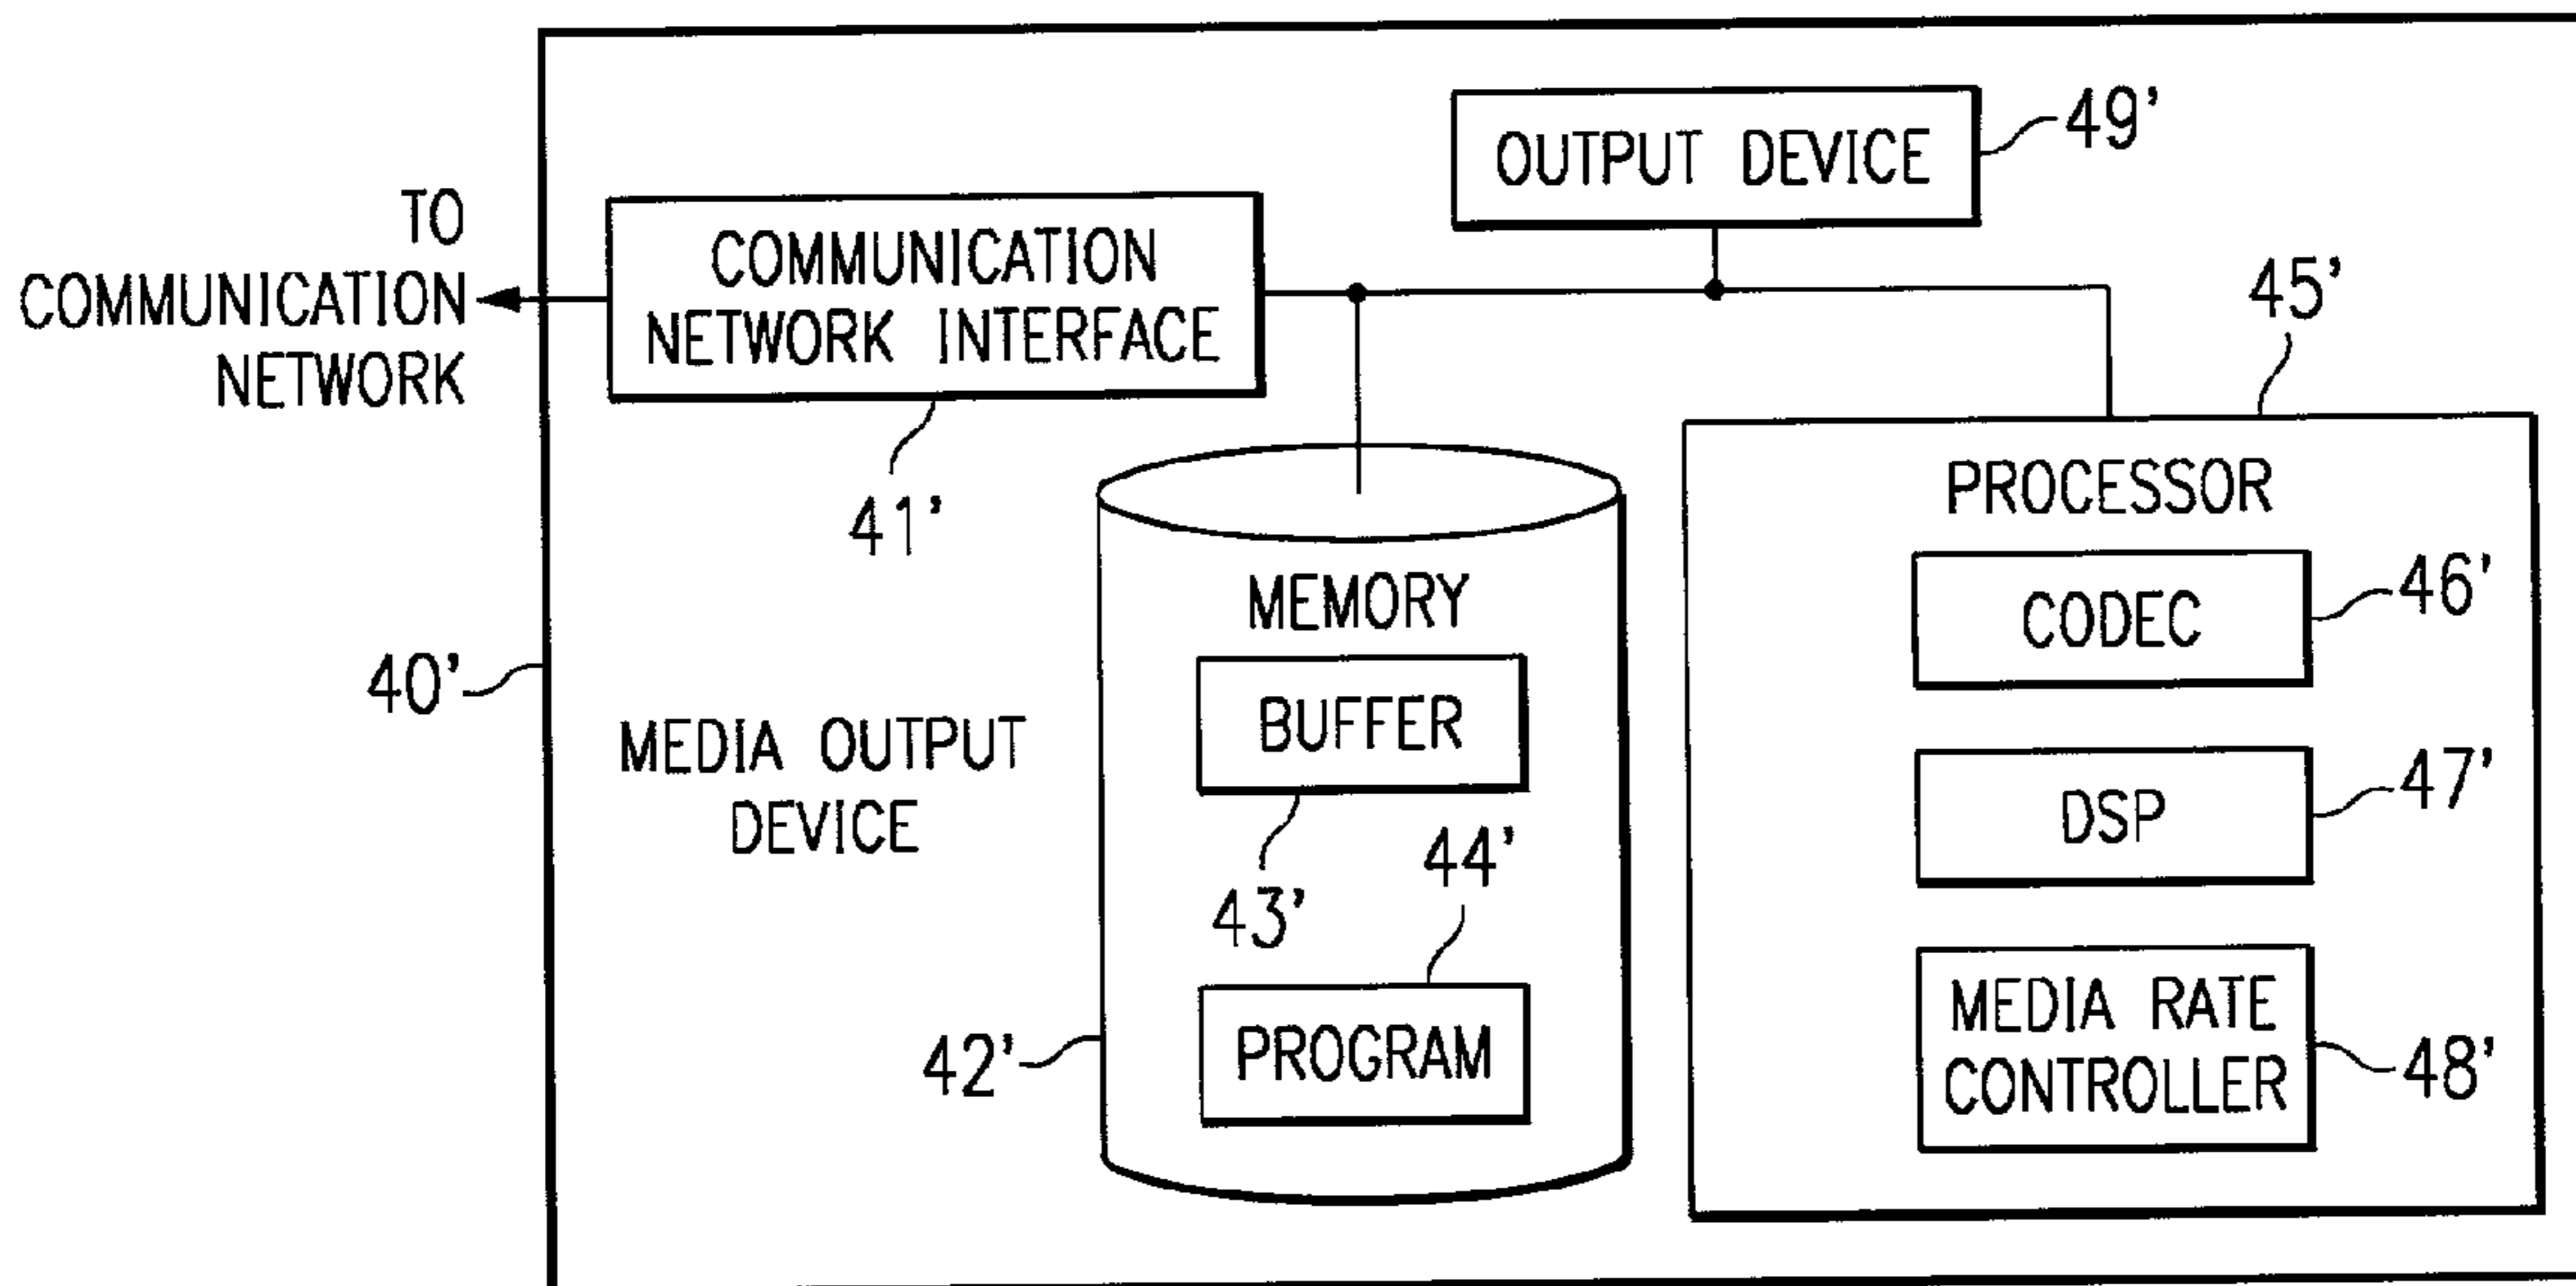 OUTPUT DEVICE
49'
TO
COMMUNICATION
NETWORK
COMMUNICATION
NETWORK INTERFACE
41'
45'
40'
MEDIA OUTPUT
DEVICE
MEMORY
BUFFER
43'
44'
PROGRAM
42'
PROCESSOR
CODEC
46'
DSP
47'
MEDIA RATE
CONTROLLER
48'